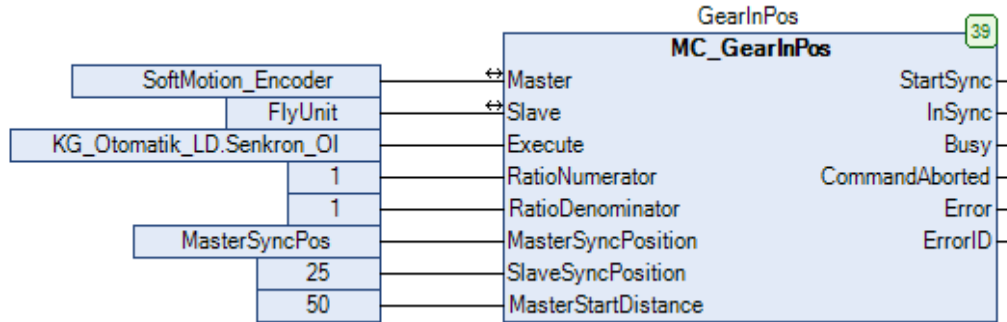 GearInPos
39
MC_GearInPos
SoftMotion_Encoder Master StartSync
FlyUnit Slave InSync
KG_Otomatik_LD.Senkron_Ol Execute Busy
1 RatioNumerator CommandAborted
1 RatioDenominator Error
MasterSyncPos MasterSyncPosition ErrorID
25 SlaveSyncPosition
50 MasterStartDistance